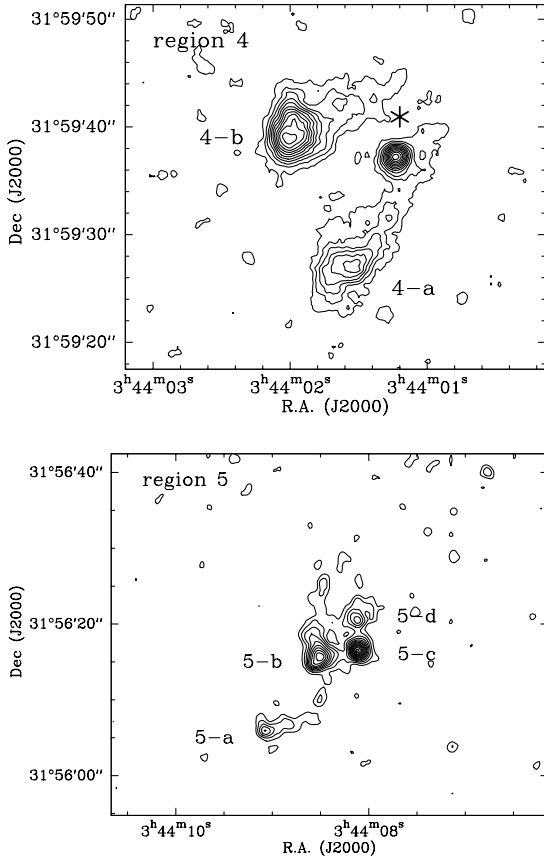 31°59′50″
region 4
31°59′40″
4-b
31°59′30″
4-a
31°59′20″
Dec (J2000)
3ʰ44ᵐ03ˢ 3ʰ44ᵐ02ˢ 3ʰ44ᵐ01ˢ
R.A. (J2000)
31°56′40″
region 5
31°56′20″
5-d
5-c
5-b
5-a
31°56′00″
Dec (J2000)
3ʰ44ᵐ10ˢ 3ʰ44ᵐ08ˢ
R.A. (J2000)